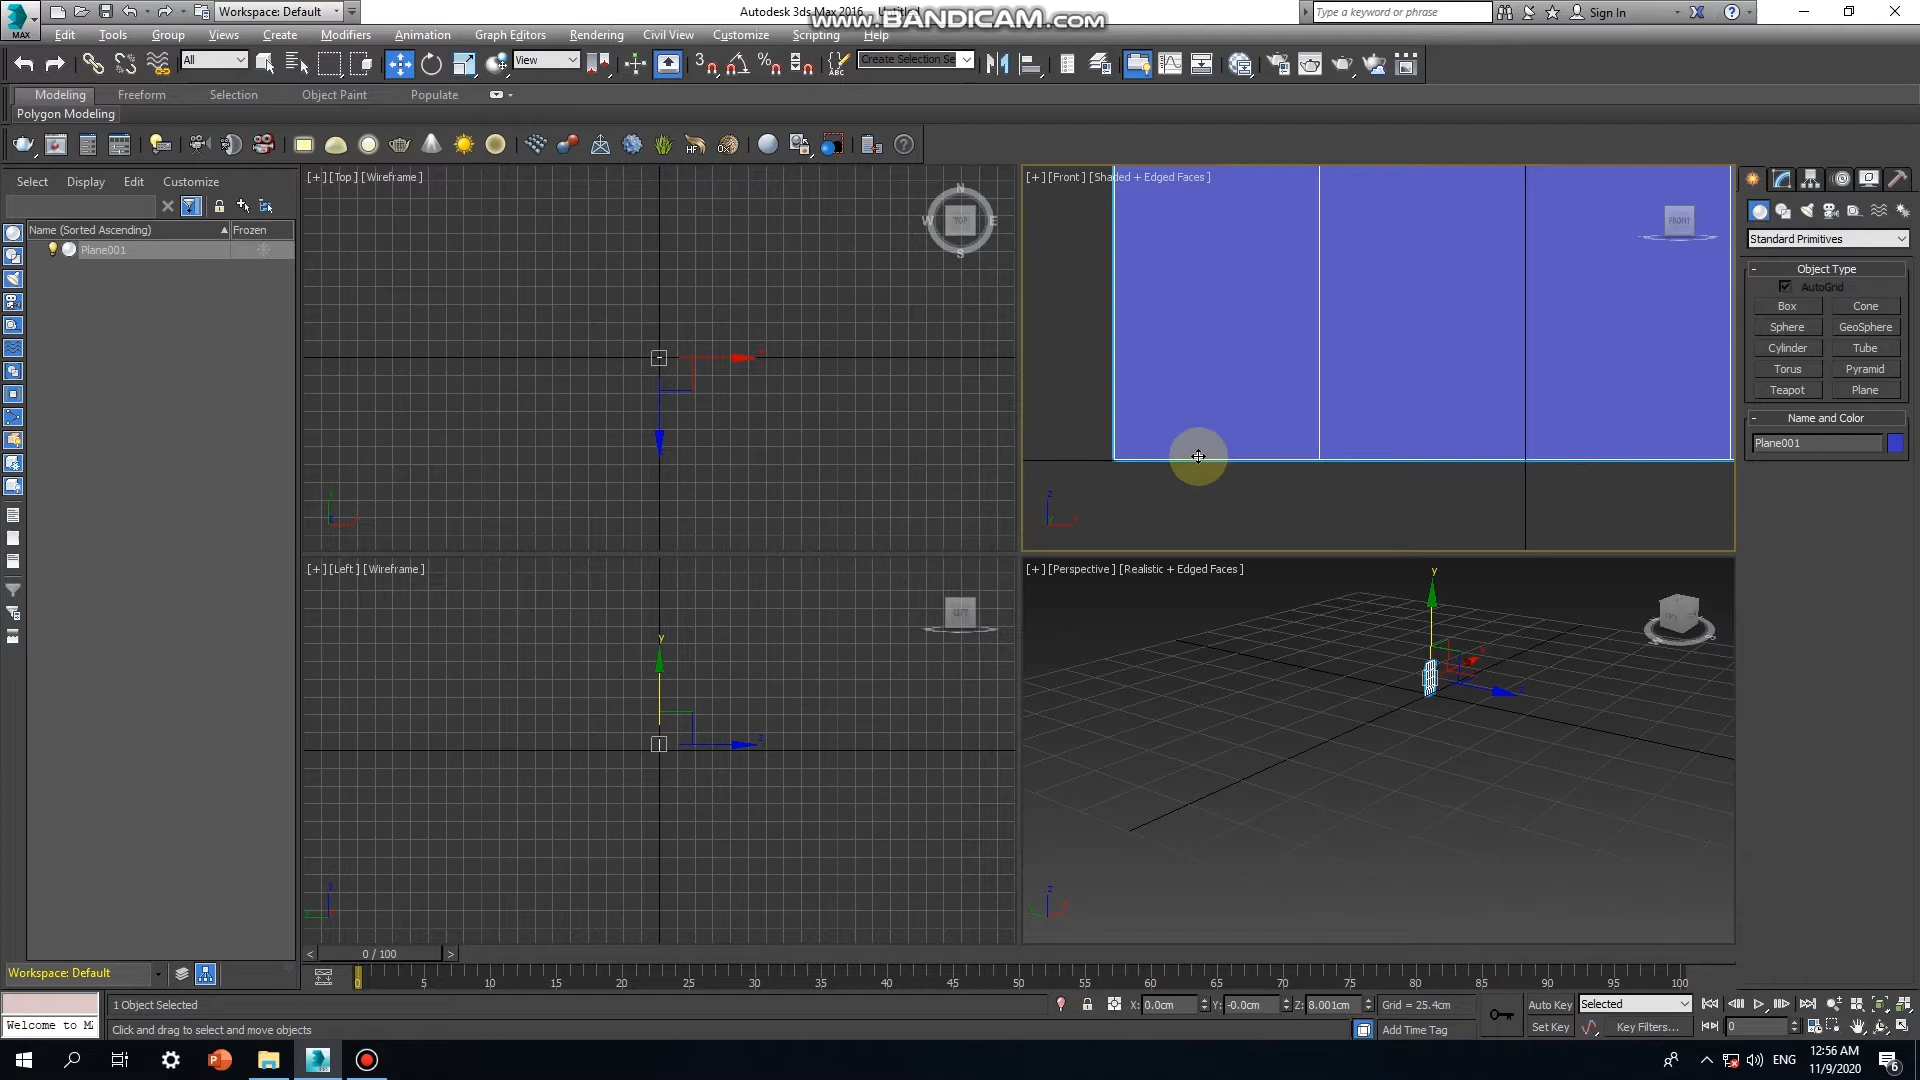 Workspace: Default
Autodesk 3ds Max 2016
www.BANDICAM.com
Type a keyword or phrase
Sign In
MAX
Edit Tools Group Views Create Modifiers Animation Graph Editors Rendering Civil View Customize Scripting Help
All
View
Create Selection Se
Modeling Freeform Selection Object Paint Populate
Polygon Modeling
Select Display Edit Customize
Name (Sorted Ascending) Frozen
Plane001
[+] [Top] [Wireframe]
N
W TOP E
S
[+] [Front] [Shaded + Edged Faces]
FRONT
Standard Primitives
Object Type
AutoGrid
Box Cone
Sphere GeoSphere
Cylinder Tube
Torus Pyramid
Teapot Plane
Name and Color
Plane001
[+] [Left] [Wireframe]
LEFT
[+] [Perspective] [Realistic + Edged Faces]
0 / 100
Workspace: Default
0 5 10 15 20 25 30 35 40 45 50 55 60 65 70 75 80 85 90 95 100
1 Object Selected
X: 0.0cm Y: -0.0cm Z: 8.001cm Grid = 25.4cm
Auto Key Selected
Welcome to M
Click and drag to select and move objects
Add Time Tag
Set Key Key Filters...
0
ENG
12:56 AM
11/9/2020
6